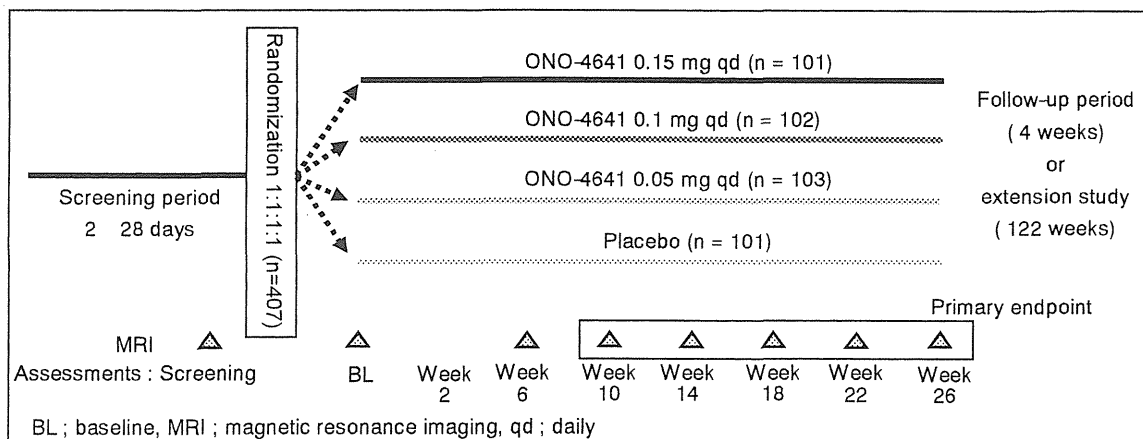 Randomization 1:1:1:1 (n=407)
ONO-4641 0.15 mg qd (n = 101)
ONO-4641 0.1 mg qd (n = 102)
ONO-4641 0.05 mg qd (n = 103)
Placebo (n = 101)
Screening period
2 28 days
Follow-up period
( 4 weeks)
or
extension study
( 122 weeks)
Primary endpoint
MRI
Assessments : Screening
BL
Week
2
Week
6
Week
10
Week
14
Week
18
Week
22
Week
26
BL ; baseline, MRI ; magnetic resonance imaging, qd ; daily